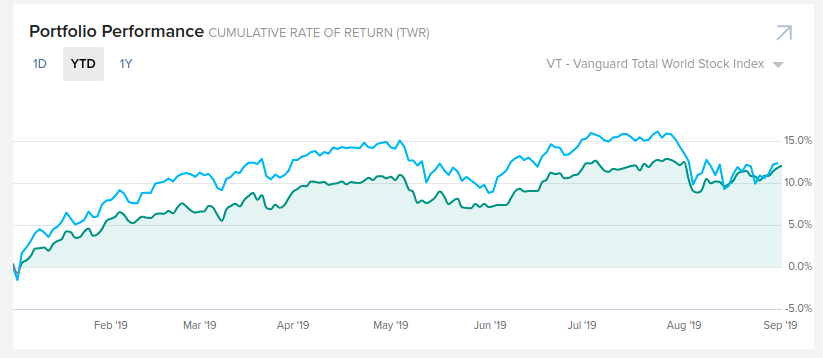 Portfolio Performance CUMULATIVE RATE OF RETURN (TWR)
1D YTD 1Y VT - Vanguard Total World Stock Index
15.0%
10.0%
5.0%
0.0%
-5.0%
Feb '19 Mar '19 Apr '19 May '19 Jun '19 Jul '19 Aug '19 Sep '19